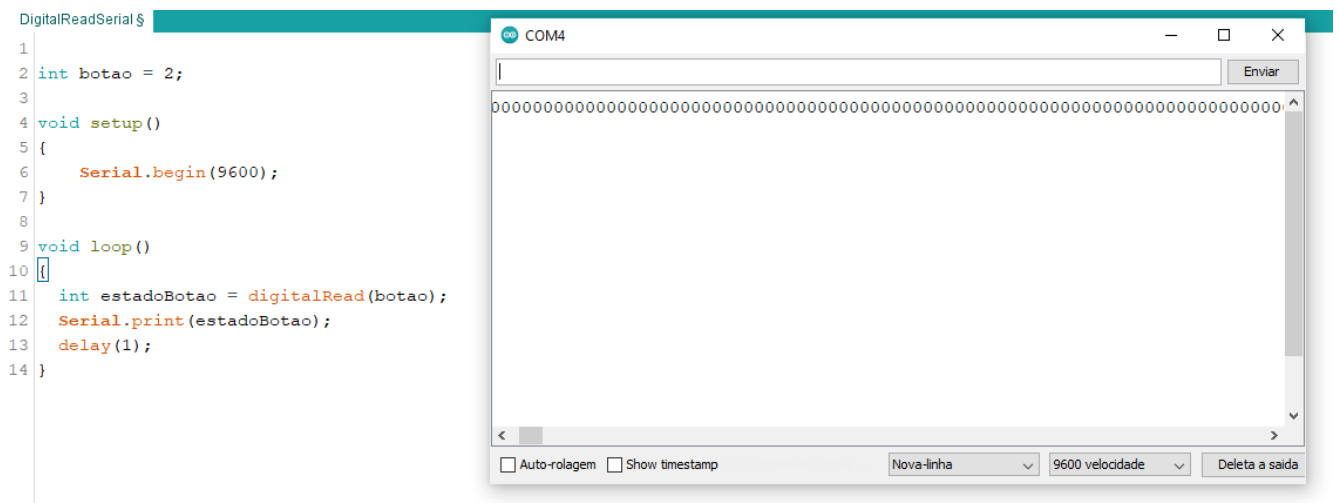 DigitalReadSerial §
1
2 int botao = 2;
3
4 void setup()
5 {
6 Serial.begin(9600);
7 }
8
9 void loop()
10 {
11 int estadoBotao = digitalRead(botao);
12 Serial.print(estadoBotao);
13 delay(1);
14 }
COM4
Enviar
00000000000000000000000000000000000000000000000000000000000000000000000000
Auto-rolagem Show timestamp Nova-linha 9600 velocidade Deleta a saida